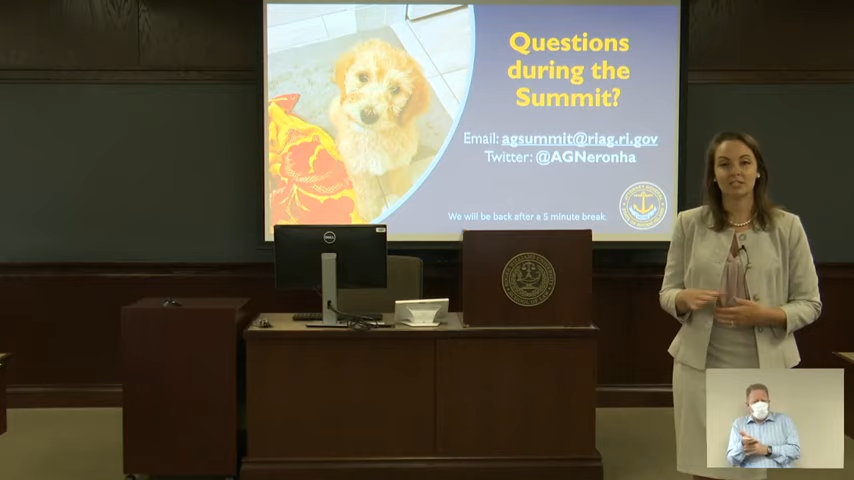 Questions
during the
Summit?
Email: agsummit@riag.ri.gov
Twitter: @AGNeronha
We will be back after a 5 minute break.
DELL